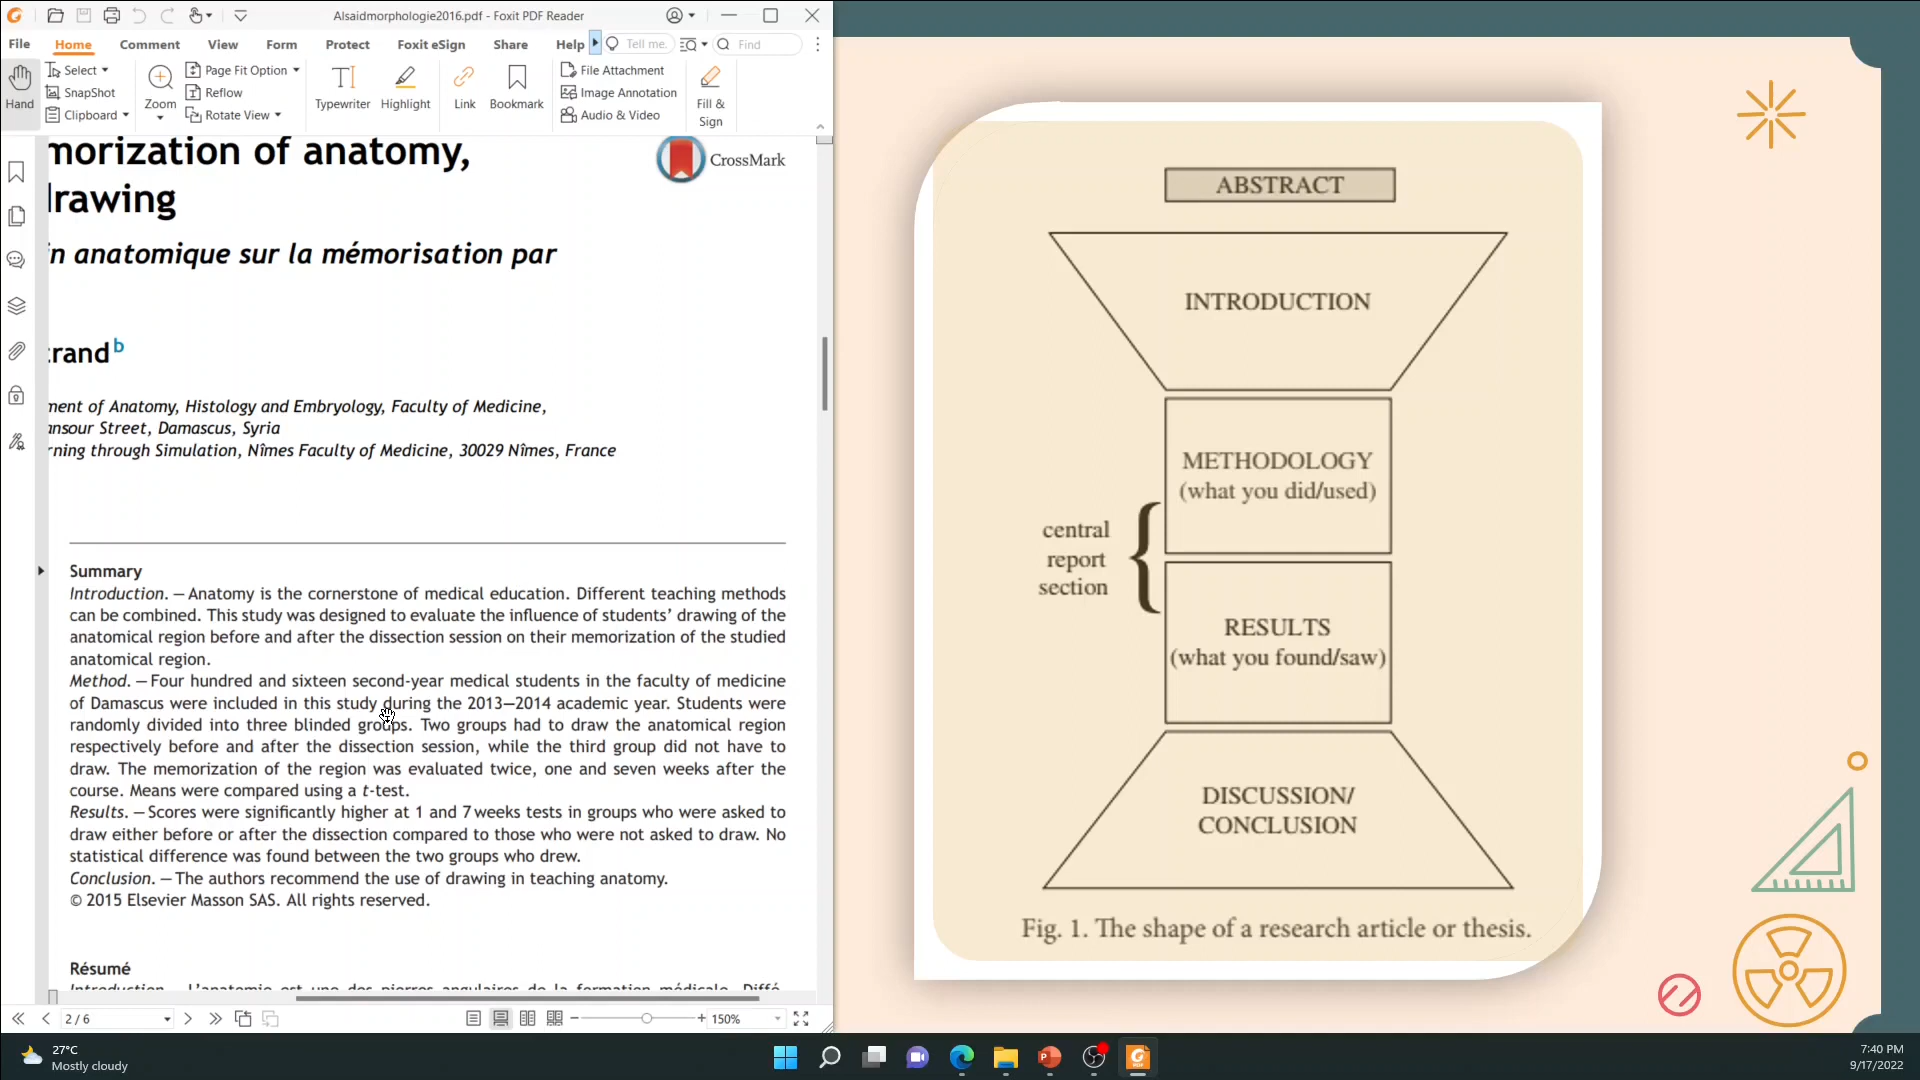 Alsaidmorphologie2016.pdf - Foxit PDF Reader
File Home Comment View Form Protect Foxit eSign Share Help Tell me. Find
Hand
Select
SnapShot
Clipboard
Zoom
Page Fit Option
Reflow
Rotate View
Typewriter
Highlight
Link
Bookmark
File Attachment
Image Annotation
Audio & Video
Fill &
Sign
morization of anatomy,
drawing
CrossMark
in anatomique sur la mémorisation par
trand b
ment of Anatomy, Histology and Embryology, Faculty of Medicine,
ansour Street, Damascus, Syria
rning through Simulation, Nîmes Faculty of Medicine, 30029 Nîmes, France
Summary
Introduction. — Anatomy is the cornerstone of medical education. Different teaching methods
can be combined. This study was designed to evaluate the influence of students’ drawing of the
anatomical region before and after the dissection session on their memorization of the studied
anatomical region.
Method. — Four hundred and sixteen second-year medical students in the faculty of medicine
of Damascus were included in this study during the 2013—2014 academic year. Students were
randomly divided into three blinded groups. Two groups had to draw the anatomical region
respectively before and after the dissection session, while the third group did not have to
draw. The memorization of the region was evaluated twice, one and seven weeks after the
course. Means were compared using a t-test.
Results. — Scores were significantly higher at 1 and 7 weeks tests in groups who were asked to
draw either before or after the dissection compared to those who were not asked to draw. No
statistical difference was found between the two groups who drew.
Conclusion. — The authors recommend the use of drawing in teaching anatomy.
© 2015 Elsevier Masson SAS. All rights reserved.
Résumé
Introduction. — L’anatomie est une des pierres angulaires de la formation médicale. Diffé
2 / 6
150%
ABSTRACT
INTRODUCTION
METHODOLOGY
(what you did/used)
central
report
section
RESULTS
(what you found/saw)
DISCUSSION/
CONCLUSION
Fig. 1. The shape of a research article or thesis.
27°C
Mostly cloudy
7:40 PM
9/17/2022